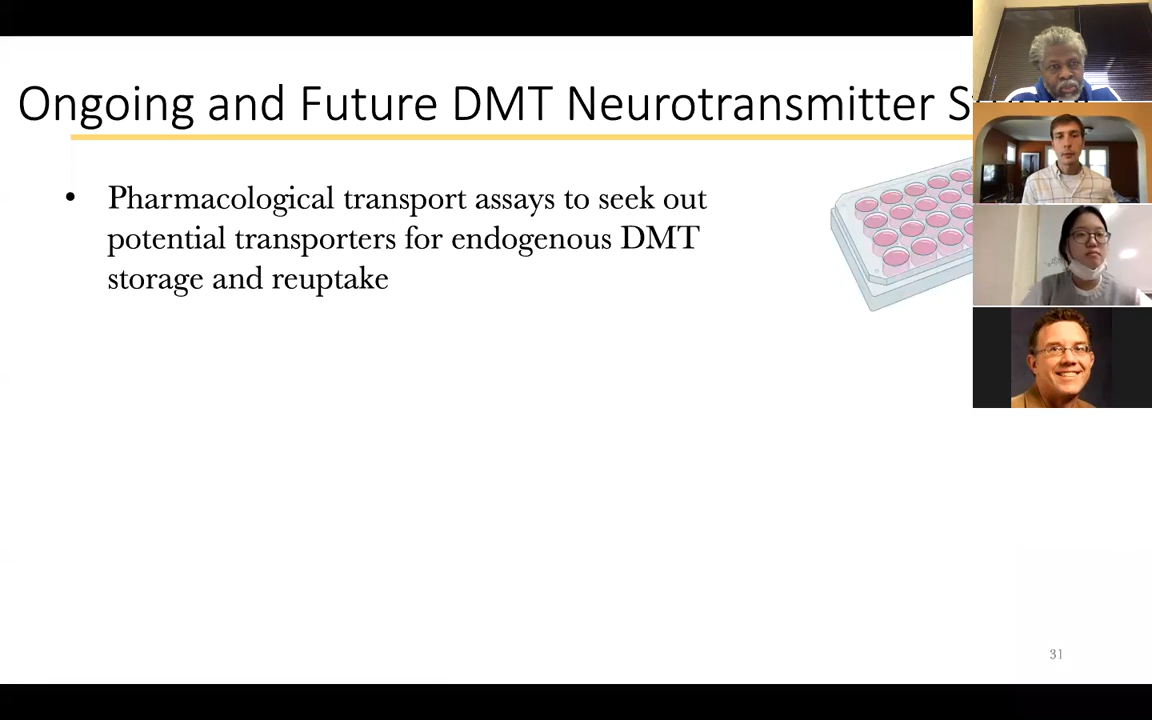 Ongoing and Future DMT Neurotransmitter
• Pharmacological transport assays to seek out
potential transporters for endogenous DMT
storage and reuptake
31